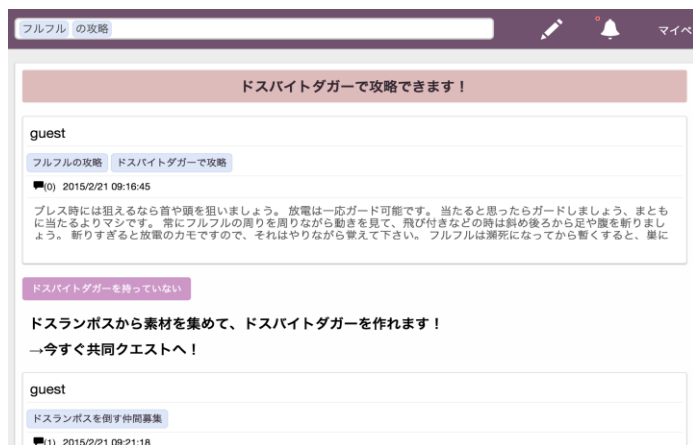 フルフル の攻略
マイペ
ドスバイトダガーで攻略できます！
guest
フルフルの攻略 ドスバイトダガーで攻略
(0) 2015/2/21 09:16:45
ブレス時には狙えるなら首や頭を狙いましょう。 放電は一応ガード可能です。 当たると思ったらガードしましょう、まとも
に当たるよりマシです。 常にフルフルの周りを周りながら動きを見て、飛び付きなどの時は斜め後ろから足や腹を斬りまし
ょう。 斬りすぎると放電のカモですので、それはやりながら覚えて下さい。 フルフルは瀕死になってから暫くすると、巣に
ドスバイトダガーを持っていない
ドスランポスから素材を集めて、ドスバイトダガーを作れます！
→今すぐ共同クエストへ！
guest
ドスランポスを倒す仲間募集
(1) 2015/2/21 09:21:18